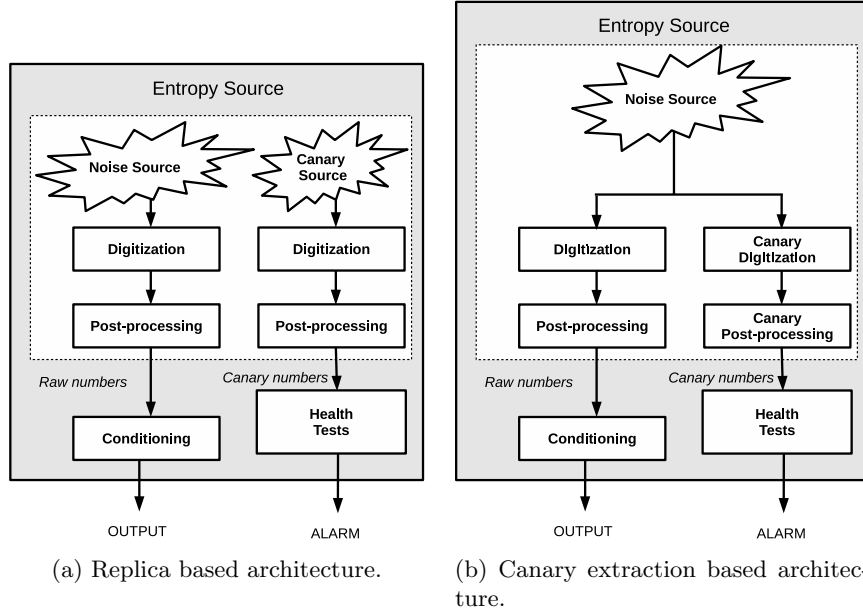 Entropy Source
Noise Source
Canary
Source
Digitization
Digitization
Post-processing
Post-processing
Raw numbers
Canary numbers
Conditioning
Health
Tests
OUTPUT
ALARM
(a) Replica based architecture.
Entropy Source
Noise Source
DIgItIzatIon
Canary
DIgItIzatIon
Post-processing
Canary
Post-processing
Raw numbers
Canary numbers
Conditioning
Health
Tests
OUTPUT
ALARM
(b) Canary extraction based architec-
ture.